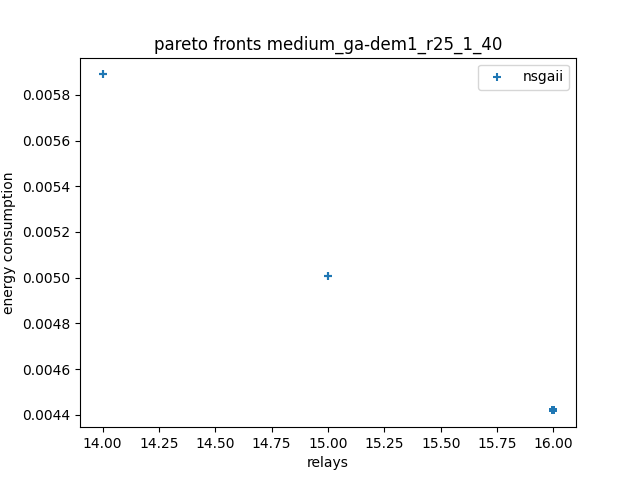 pareto fronts medium_ga-dem1_r25_1_40
nsgaii
0.0058
0.0056
0.0054
0.0052
0.0050
0.0048
0.0046
0.0044
energy consumption
14.00 14.25 14.50 14.75 15.00 15.25 15.50 15.75 16.00
relays